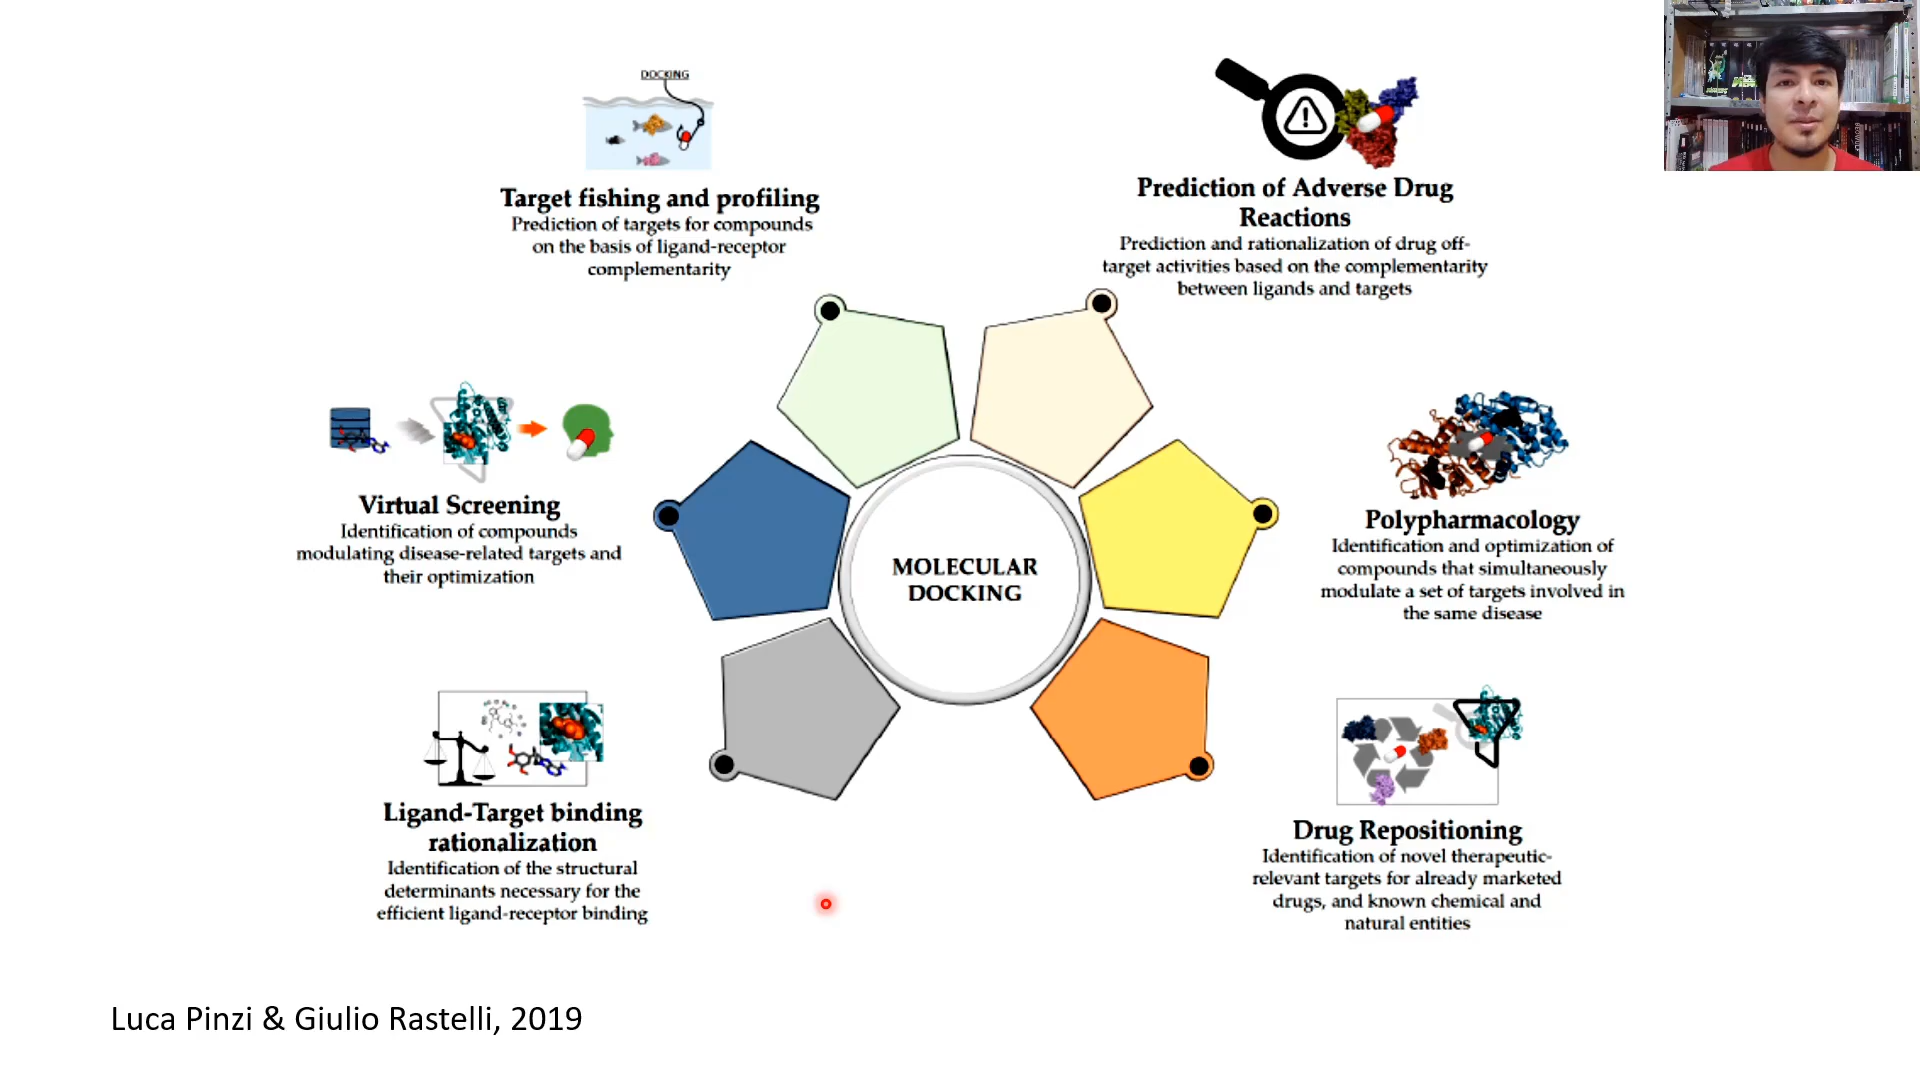 DOCKING
Target fishing and profiling
Prediction of targets for compounds
on the basis of ligand-receptor
complementarity
Prediction of Adverse Drug
Reactions
Prediction and rationalization of drug off-
target activities based on the complementarity
between ligands and targets
Virtual Screening
Identification of compounds
modulating disease-related targets and
their optimization
MOLECULAR
DOCKING
Polypharmacology
Identification and optimization of
compounds that simultaneously
modulate a set of targets involved in
the same disease
Ligand-Target binding
rationalization
Identification of the structural
determinants necessary for the
efficient ligand-receptor binding
Drug Repositioning
Identification of novel therapeutic-
relevant targets for already marketed
drugs, and known chemical and
natural entities
Luca Pinzi & Giulio Rastelli, 2019